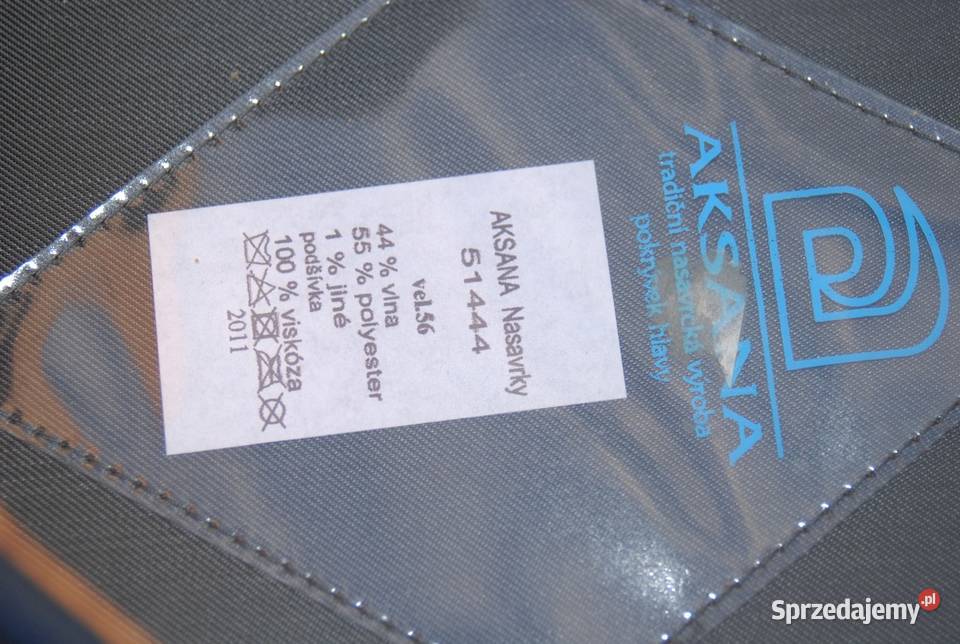 AKSANA
tradiční nasavrcká výroba
pokrývek hlavy
AKSANA Nasavrky
51444
vel.56
44 % vlna
55 % polyester
1 % jiné
podšívka
100 % viskóza
2011
Sprzedajemy.pl